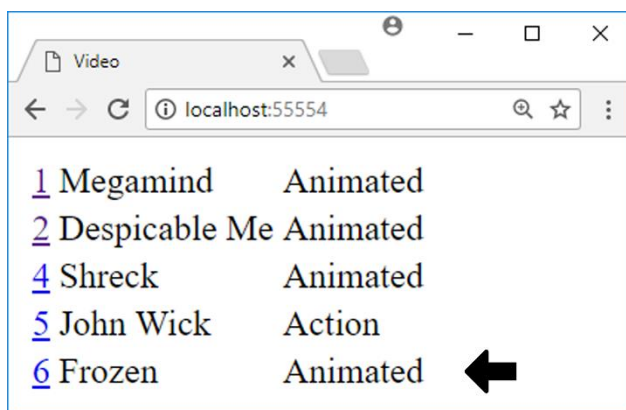 Video
localhost:55554
1 Megamind Animated
2 Despicable Me Animated
4 Shreck Animated
5 John Wick Action
6 Frozen Animated